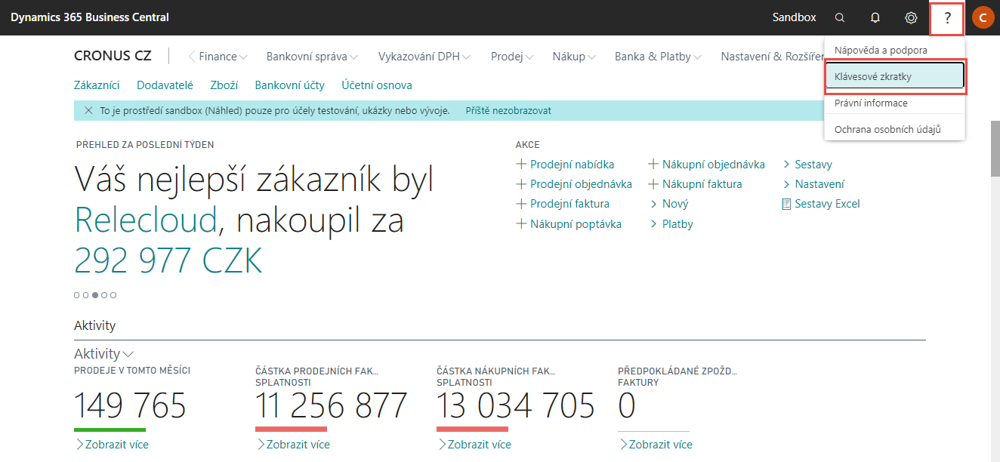 Dynamics 365 Business Central
Sandbox
?
C
CRONUS CZ
Finance
Bankovní správa
Vykazování DPH
Prodej
Nákup
Banka & Platby
Nastavení & Rozšířen
Nápověda a podpora
Klávesové zkratky
Právní informace
Ochrana osobních údajů
Zákazníci
Dodavatelé
Zboží
Bankovní účty
Účetní osnova
To je prostředí sandbox (Náhled) pouze pro účely testování, ukázky nebo vývoje.
Příště nezobrazovat
PŘEHLED ZA POSLEDNÍ TÝDEN
Váš nejlepší zákazník byl
Relecloud, nakoupil za
292 977 CZK
AKCE
Prodejní nabídka
Prodejní objednávka
Prodejní faktura
Nákupní poptávka
Nákupní objednávka
Nákupní faktura
Nový
Platby
Sestavy
Nastavení
Sestavy Excel
Aktivity
Aktivity
PRODEJE V TOMTO MĚSÍCI
149 765
Zobrazit více
ČÁSTKA PRODEJNÍCH FAK...
SPLATNOSTI
11 256 877
Zobrazit více
ČÁSTKA NÁKUPNÍCH FAK...
SPLATNOSTI
13 034 705
Zobrazit více
PŘEDPOKLÁDANÉ ZPOŽD...
FAKTURY
0
Zobrazit více